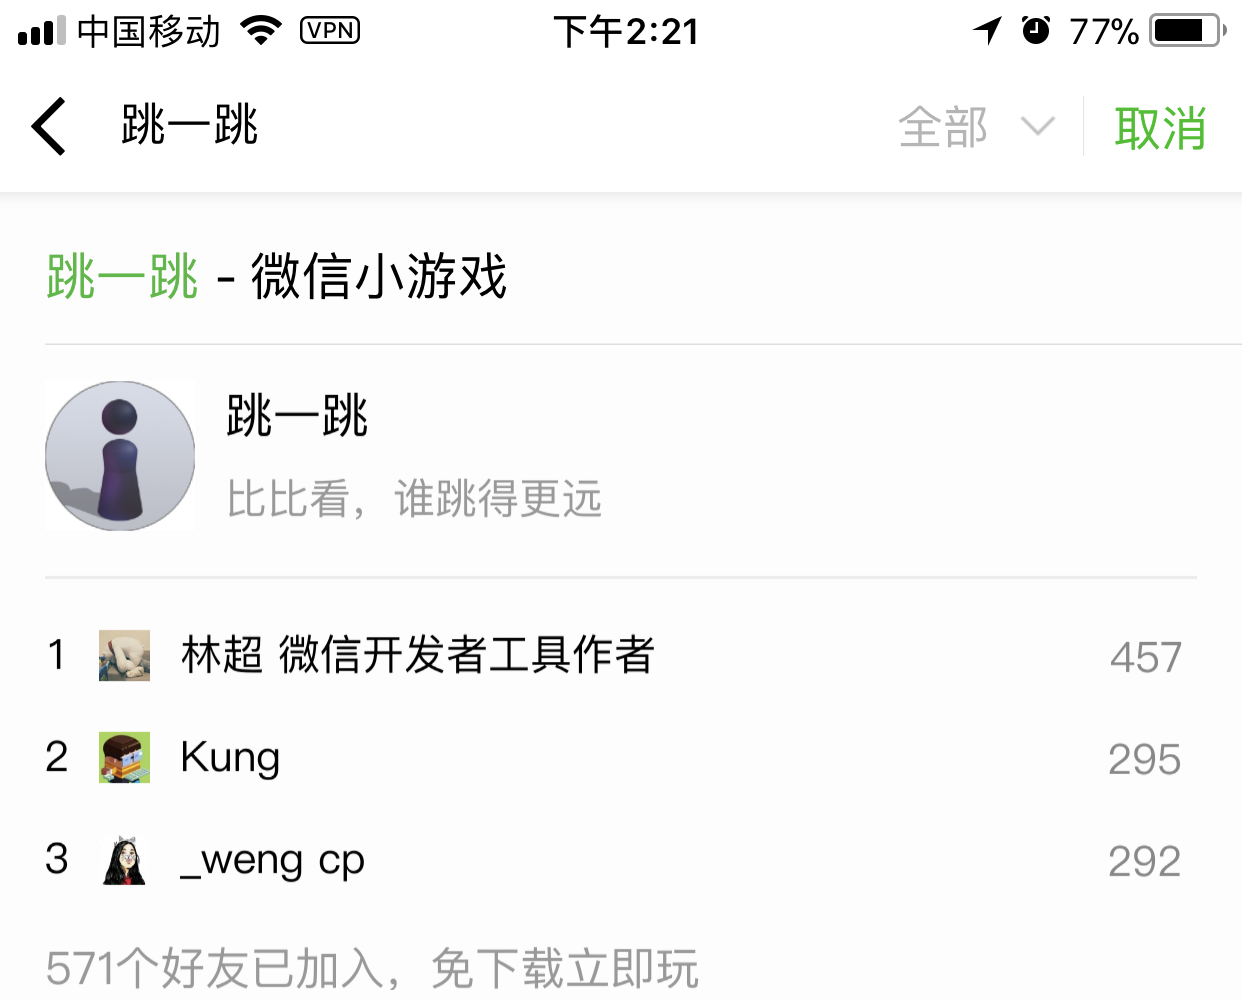 中国移动 VPN 下午2:21 77%
跳一跳 全部 取消
跳一跳 - 微信小游戏
跳一跳
比比看，谁跳得更远
1 林超 微信开发者工具作者 457
2 Kung 295
3 _weng cp 292
571个好友已加入，免下载立即玩